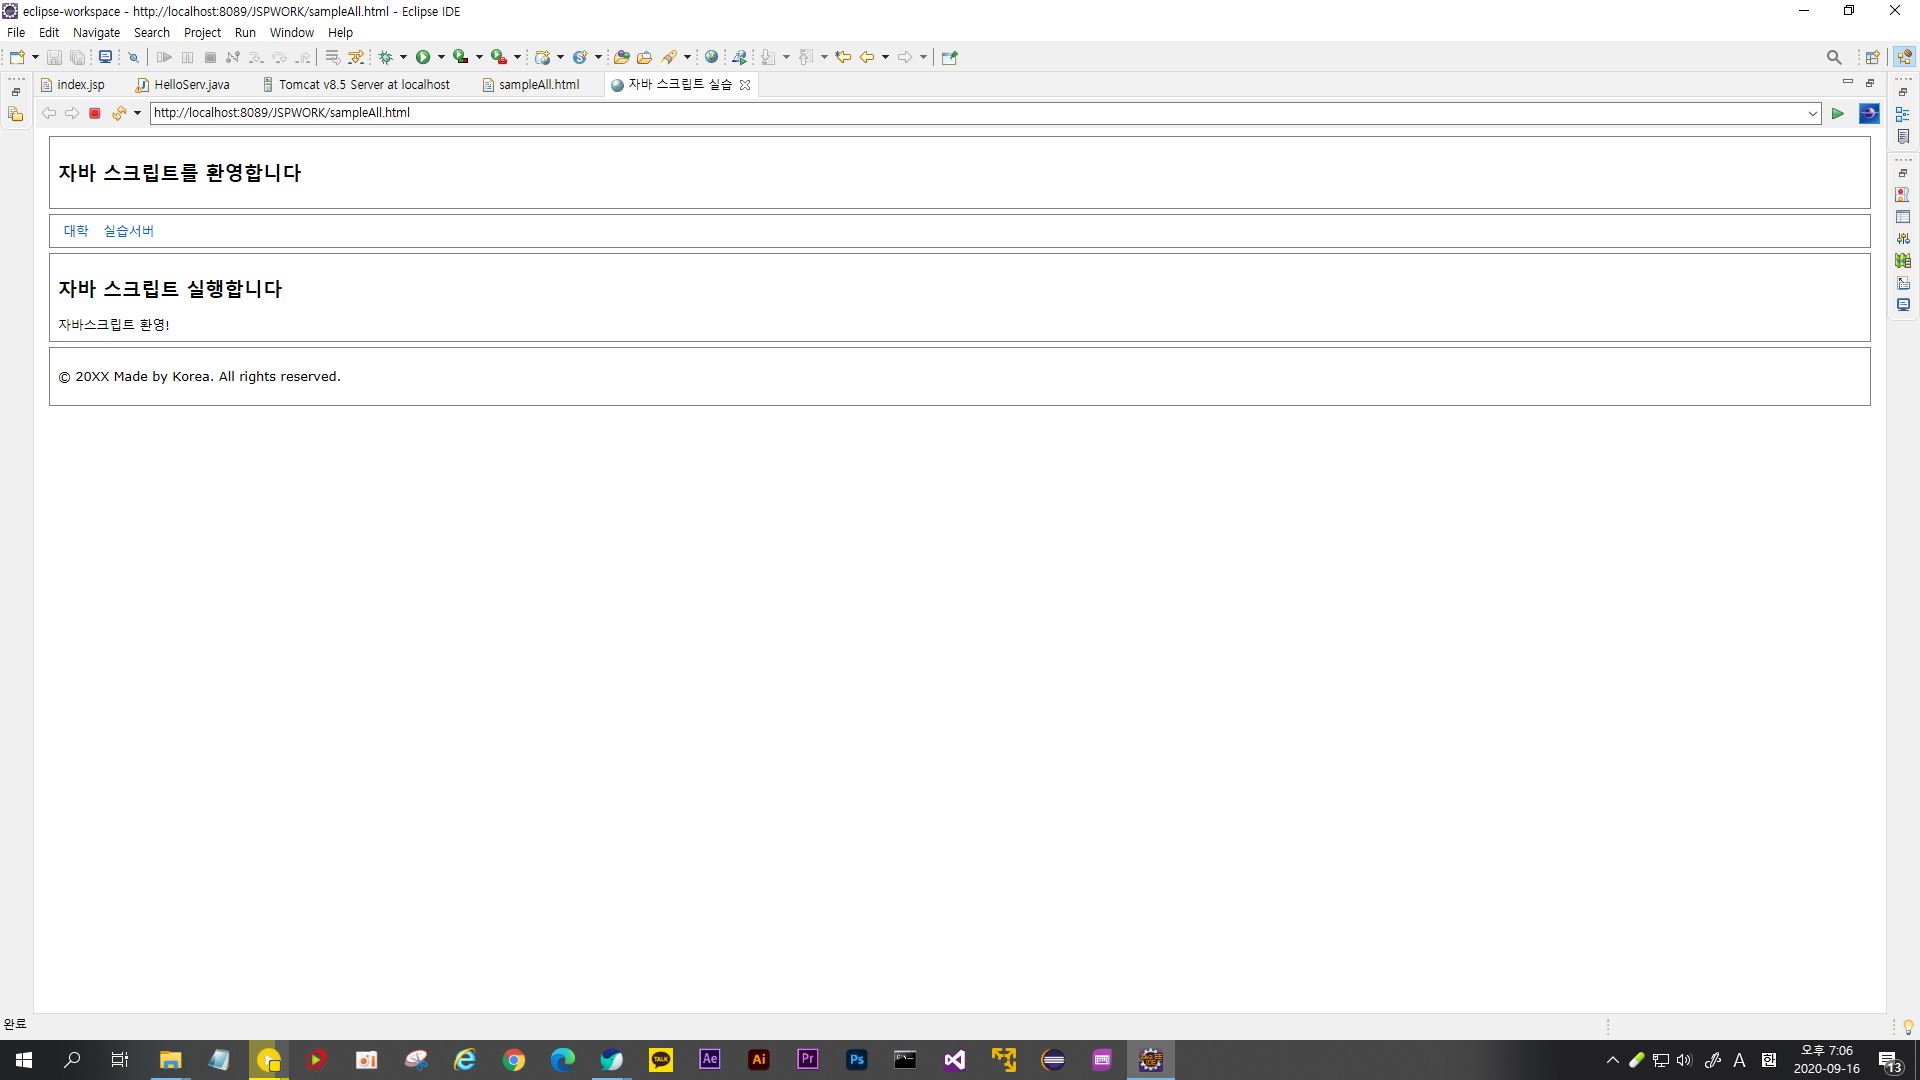 eclipse-workspace - http://localhost:8089/JSPWORK/sampleAll.html - Eclipse IDE
File Edit Navigate Search Project Run Window Help
index.jsp HelloServ.java Tomcat v8.5 Server at localhost sampleAll.html 자바 스크립트 실습
http://localhost:8089/JSPWORK/sampleAll.html
자바 스크립트를 환영합니다
대학 실습서버
자바 스크립트 실행합니다
자바스크립트 환영!
© 20XX Made by Korea. All rights reserved.
완료
TALK Ae Ai Pr Ps
A 한 오후 7:06
2020-09-16 13